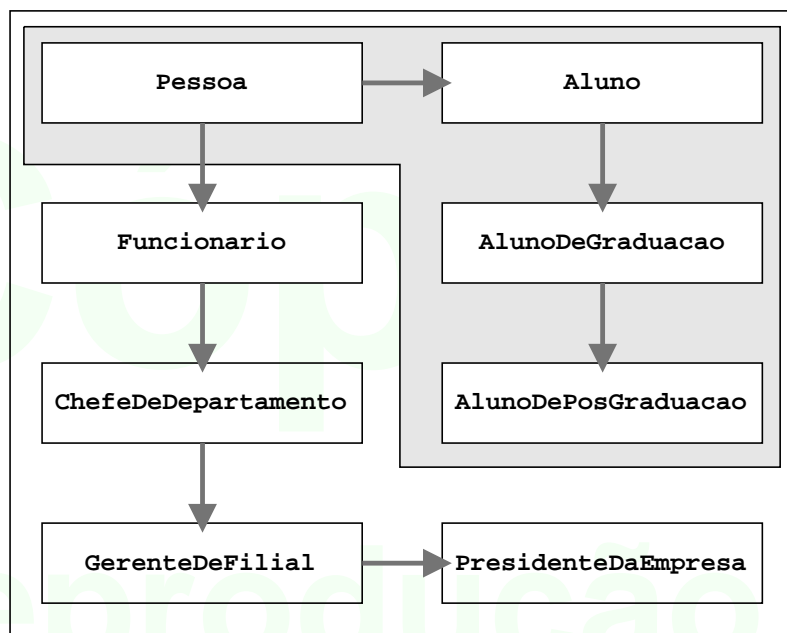 Pessoa
Aluno
Funcionario
AlunoDeGraduacao
ChefeDeDepartamento
AlunoDePosGraduacao
GerenteDeFilial
PresidenteDaEmpresa